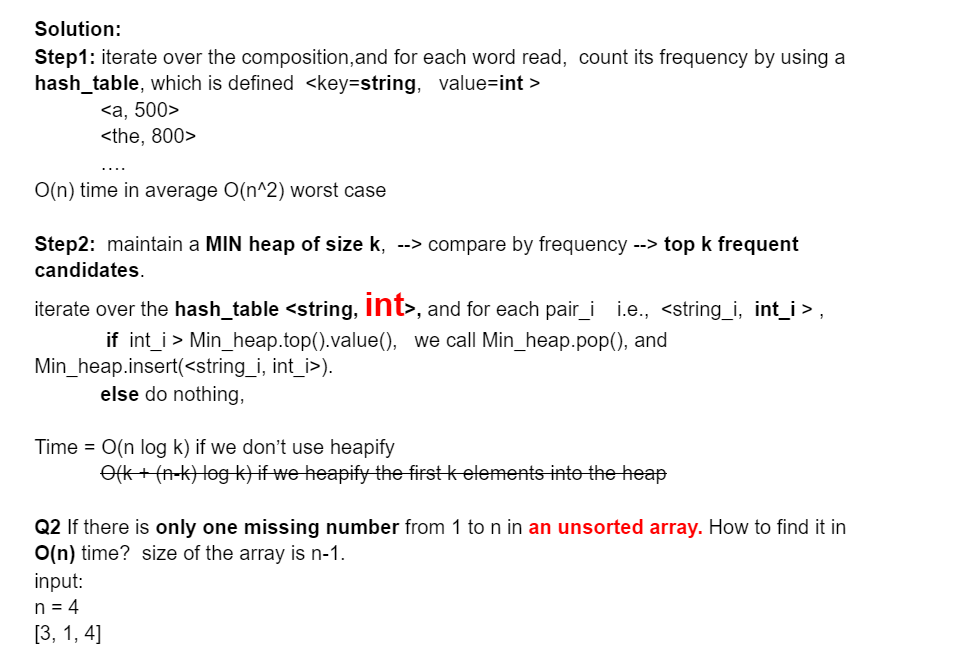 Solution:
Step1: iterate over the composition,and for each word read, count its frequency by using a
hash_table, which is defined <key=string, value=int >
<a, 500>
<the, 800>
....
O(n) time in average O(n^2) worst case
Step2: maintain a MIN heap of size k, --> compare by frequency --> top k frequent
candidates.
iterate over the hash_table <string, int>, and for each pair_i i.e., <string_i, int_i > ,
if int_i > Min_heap.top().value(), we call Min_heap.pop(), and
Min_heap.insert(<string_i, int_i>).
else do nothing,
Time = O(n log k) if we don’t use heapify
O(k + (n-k) log k) if we heapify the first k elements into the heap
Q2 If there is only one missing number from 1 to n in an unsorted array. How to find it in
O(n) time? size of the array is n-1.
input:
n = 4
[3, 1, 4]